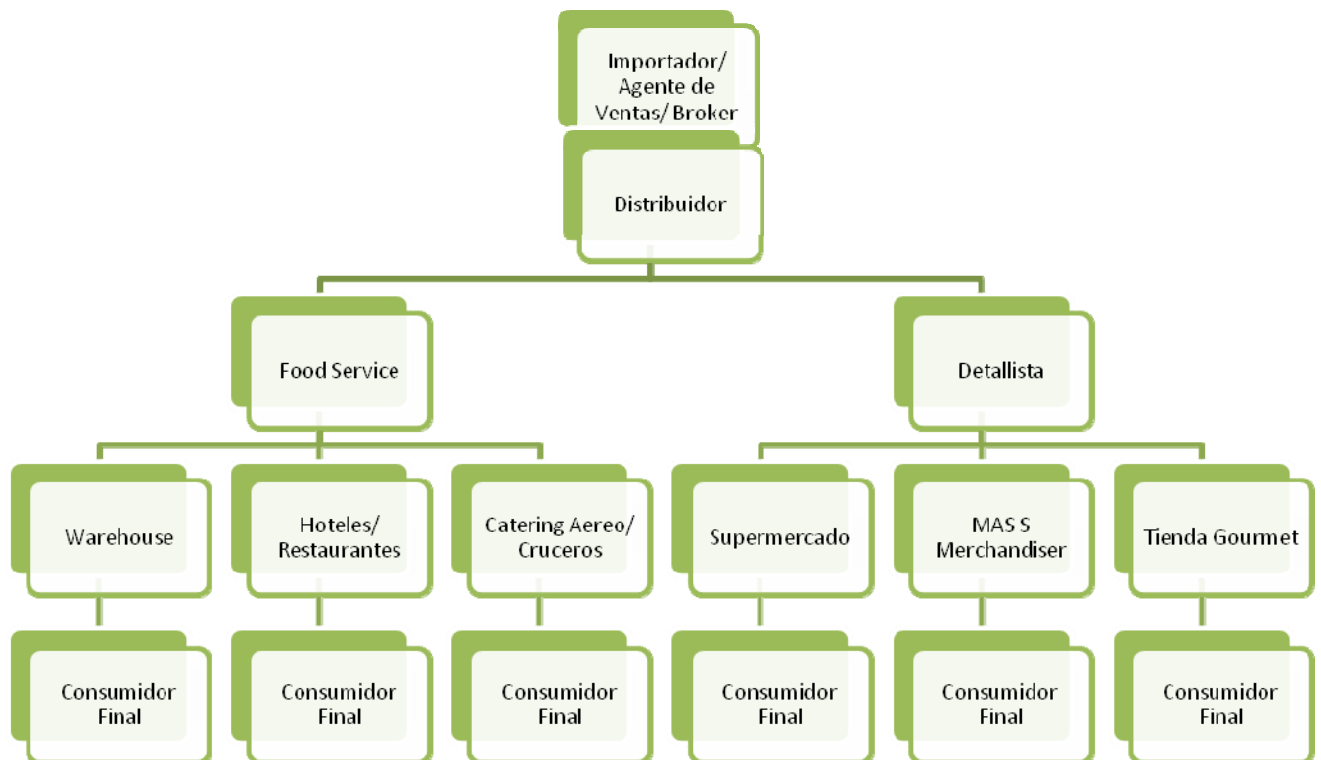 Importador/
Agente de
Ventas/ Broker
Distribuidor
Food Service
Detallista
Warehouse
Hoteles/
Restaurantes
Catering Aereo/
Cruceros
Supermercado
MAS S
Merchandiser
Tienda Gourmet
Consumidor
Final
Consumidor
Final
Consumidor
Final
Consumidor
Final
Consumidor
Final
Consumidor
Final